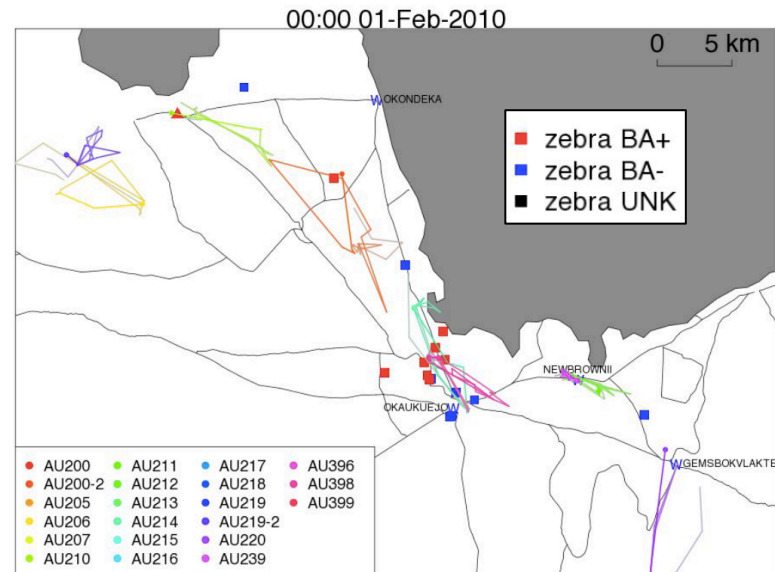 00:00 01-Feb-2010
0 5 km
W OKONDEKA
zebra BA+
zebra BA-
zebra UNK
NEWBROWNII
W
OKAUKUEJO W
W GEMSBOKVLAKTE
AU200 AU211 AU217 AU396
AU200-2 AU212 AU218 AU398
AU205 AU213 AU219 AU399
AU206 AU214 AU219-2
AU207 AU215 AU220
AU210 AU216 AU239